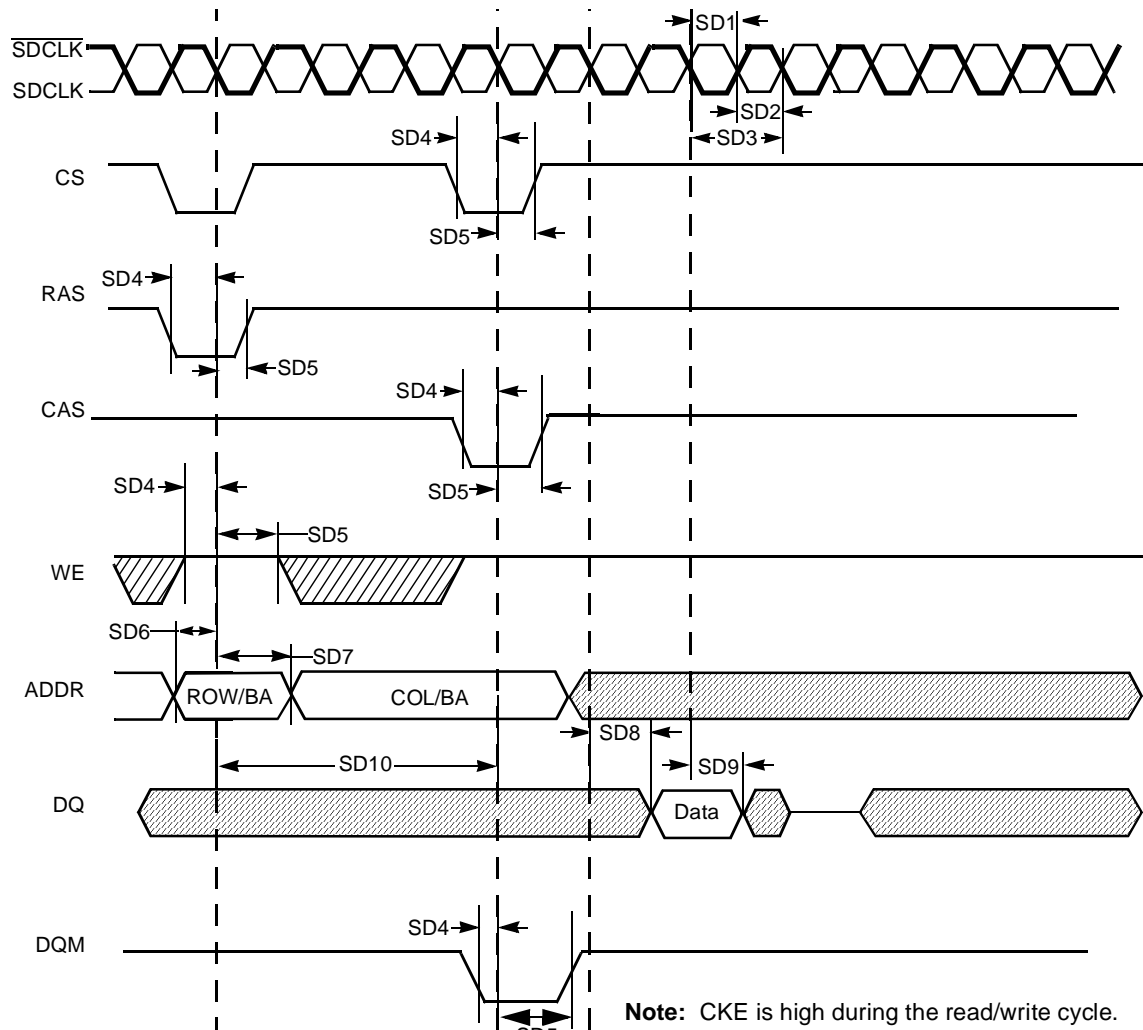 SD1
SDCLK
SDCLK
SD2
SD4
SD3
CS
SD5
SD4
RAS
SD5
SD4
CAS
SD4
SD5
SD5
WE
SD6
SD7
ADDR
ROW/BA
COL/BA
SD8
SD10
SD9
DQ
Data
SD4
DQM
Note: CKE is high during the read/write cycle.